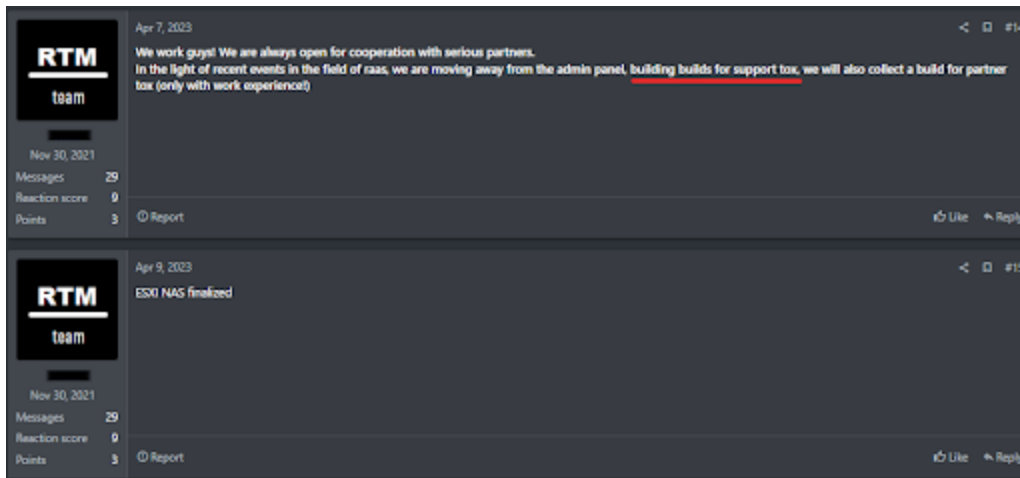 RTM
team
Nov 30, 2021
Messages 29
Reaction score 9
Points 3
Apr 7, 2023
We work guys! We are always open for cooperation with serious partners.
In the light of recent events in the field of raas, we are moving away from the admin panel, building builds for support tox, we will also collect a build for partner
tox (only with work experience!)
Report
Like Reply
RTM
team
Nov 30, 2021
Messages 29
Reaction score 9
Points 3
Apr 9, 2023
ESXI NAS finalized
Report
Like Reply